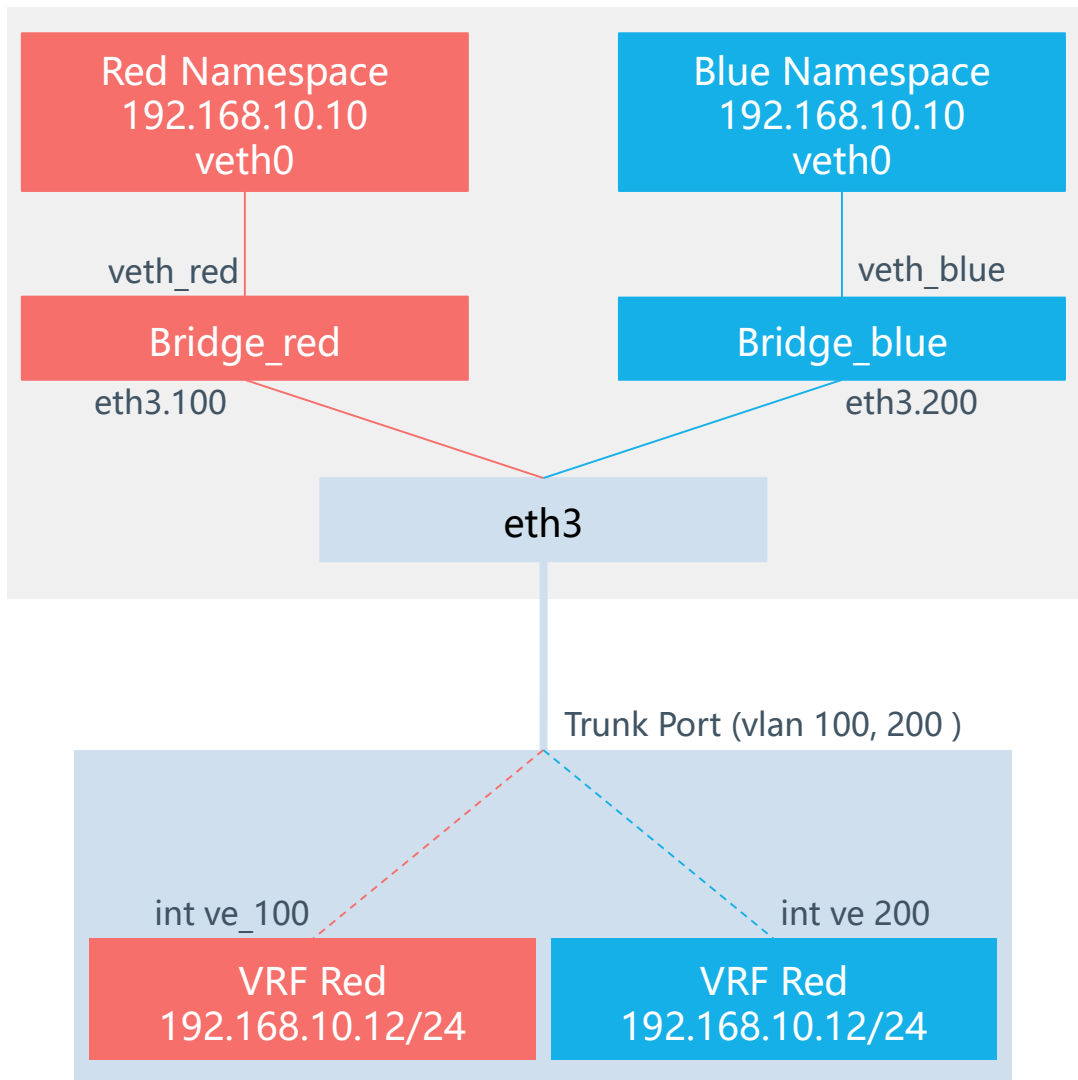 Red Namespace
192.168.10.10
veth0
Blue Namespace
192.168.10.10
veth0
veth_red
veth_blue
Bridge_red
Bridge_blue
eth3.100
eth3.200
eth3
Trunk Port (vlan 100, 200 )
int ve_100
int ve 200
VRF Red
192.168.10.12/24
VRF Red
192.168.10.12/24